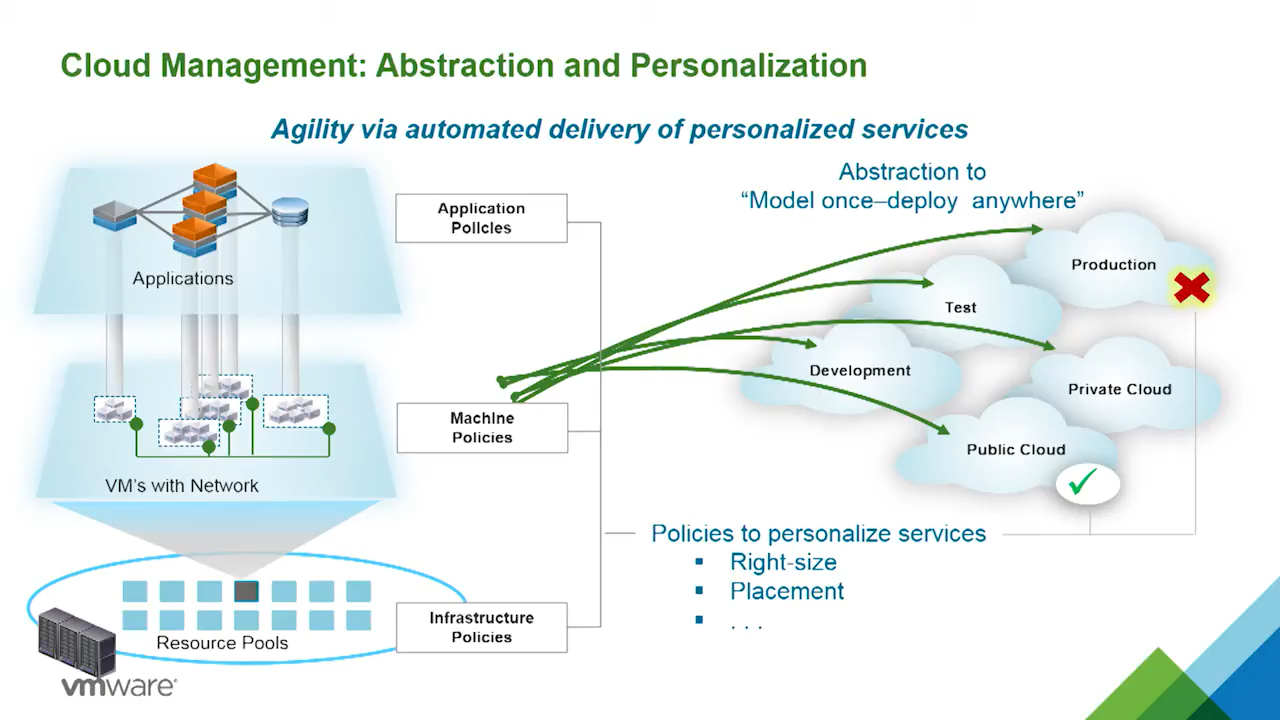 Cloud Management: Abstraction and Personalization
Agility via automated delivery of personalized services
Applications
VM's with Network
Resource Pools
vmware
Application
Policies
Machine
Policies
Infrastructure
Policies
Abstraction to
“Model once–deploy anywhere”
Production
Test
Development
Private Cloud
Public Cloud
Policies to personalize services
▪ Right-size
▪ Placement
▪ . . .